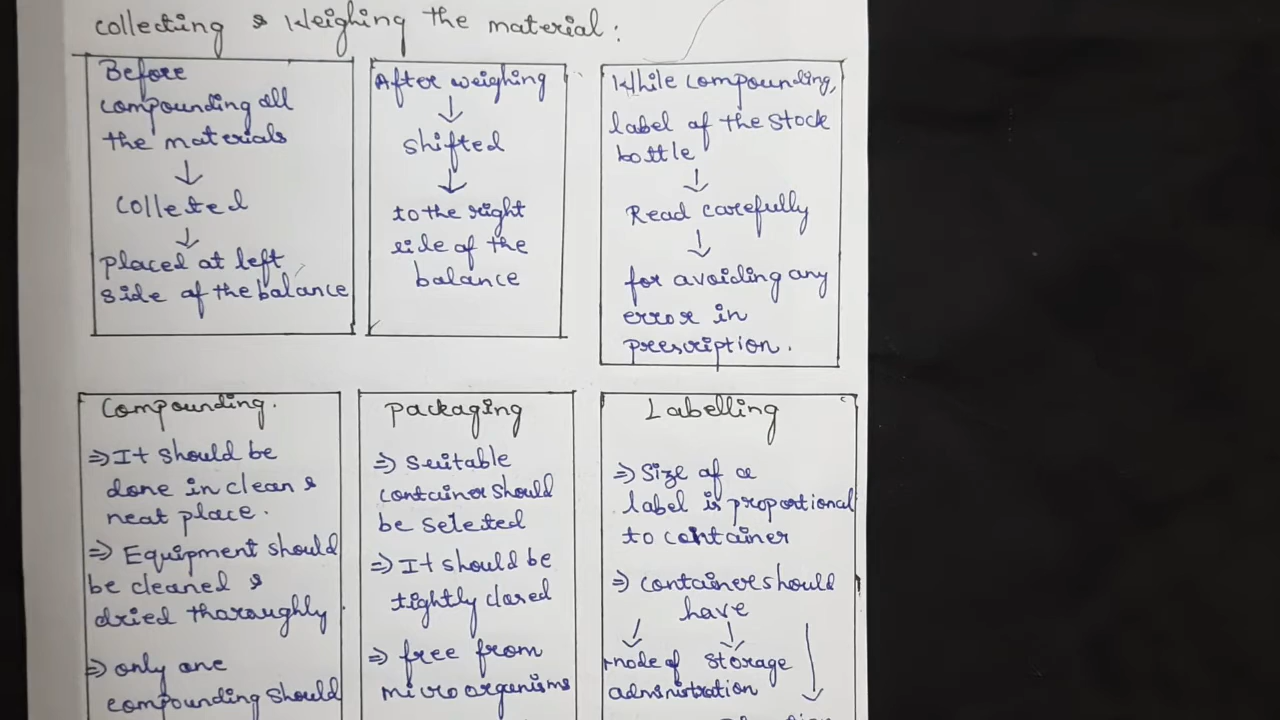 collecting & Weighing the material:
Before
compounding all
the materials
↓
colleted
↓
placed at left
side of the balance
After weighing
↓
shifted
↓
to the right
side of the
balance
While compounding,
label of the stock
bottle
↓
Read carefully
↓
for avoiding any
error in
prescription.
Compounding.
⇒ It should be
done in clean &
neat place.
⇒ Equipment should
be cleaned &
dried thoroughly
⇒ only one
compounding should
Packaging
⇒ suitable
container should
be seleted
⇒ It should be
tightly closed
⇒ free from
microorganisms
Labelling
⇒ Size of a
label is proportional
to container
⇒ container should
have
↓ ↓ ↓
mode of storage
administration